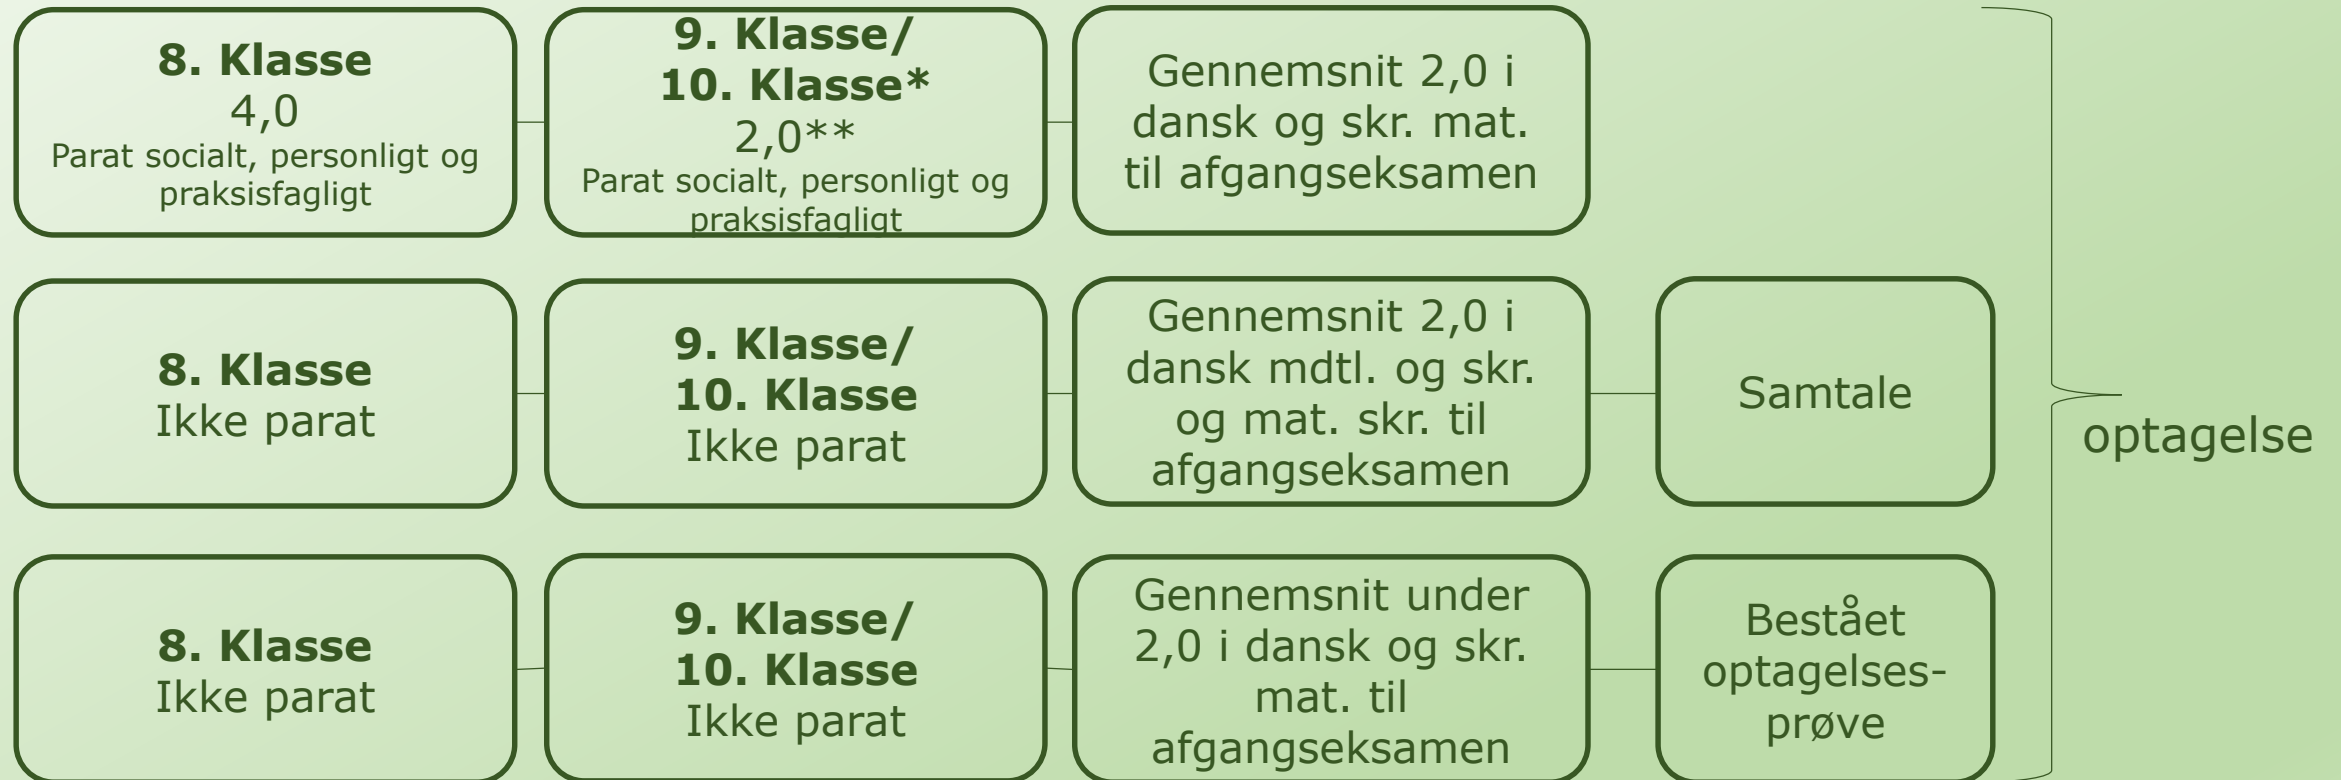 8. Klasse
4,0
Parat socialt, personligt og
praksisfagligt
9. Klasse/
10. Klasse*
2,0**
Parat socialt, personligt og
praksisfagligt
Gennemsnit 2,0 i
dansk og skr. mat.
til afgangseksamen
8. Klasse
Ikke parat
9. Klasse/
10. Klasse
Ikke parat
Gennemsnit 2,0 i
dansk mdtl. og skr.
og mat. skr. til
afgangseksamen
Samtale
8. Klasse
Ikke parat
9. Klasse/
10. Klasse
Ikke parat
Gennemsnit under
2,0 i dansk og skr.
mat. til
afgangseksamen
Bestået
optagelses-
prøve
optagelse